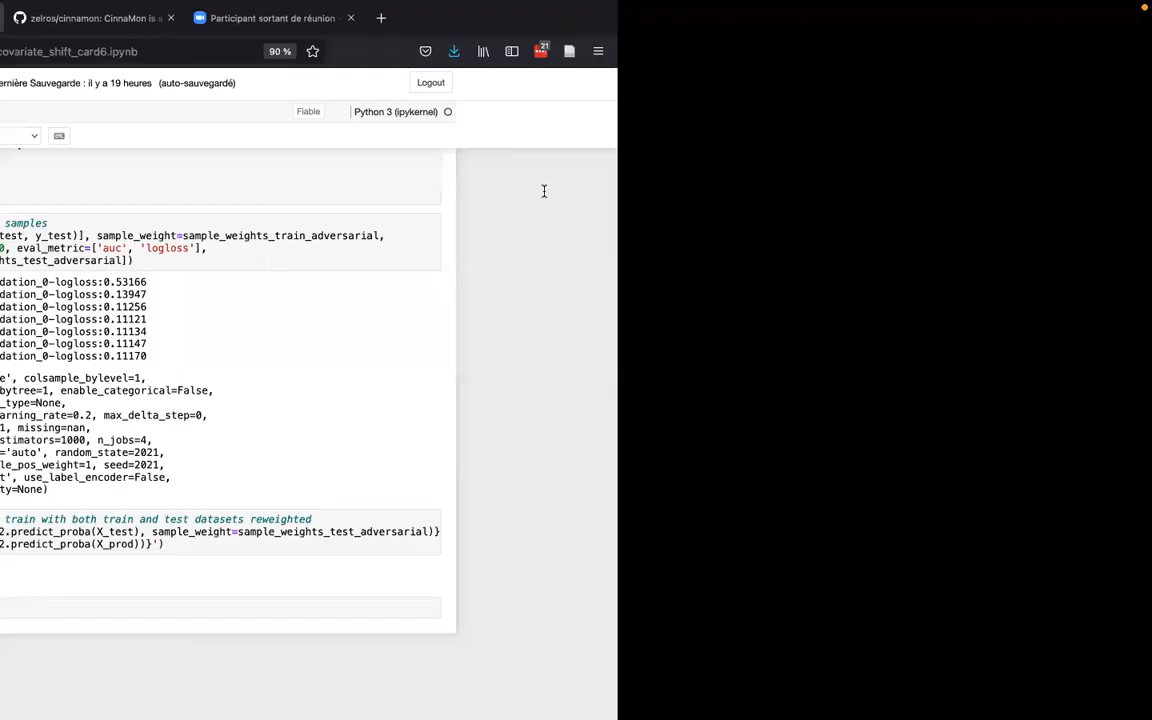 zelros/cinnamon: CinnaMon is a
Participant sortant de réunion -
covariate_shift_card6.ipynb
90 %
21
ernière Sauvegarde : il y a 19 heures (auto-sauvegardé)
Logout
Fiable
Python 3 (ipykernel)
samples
test, y_test)], sample_weight=sample_weights_train_adversarial,
0, eval_metric=['auc', 'logloss'],
hts_test_adversarial])
dation_0-logloss:0.53166
dation_0-logloss:0.13947
dation_0-logloss:0.11256
dation_0-logloss:0.11121
dation_0-logloss:0.11134
dation_0-logloss:0.11147
dation_0-logloss:0.11170
e', colsample_bylevel=1,
bytree=1, enable_categorical=False,
_type=None,
arning_rate=0.2, max_delta_step=0,
1, missing=nan,
stimators=1000, n_jobs=4,
='auto', random_state=2021,
le_pos_weight=1, seed=2021,
t', use_label_encoder=False,
ty=None)
train with both train and test datasets reweighted
2.predict_proba(X_test), sample_weight=sample_weights_test_adversarial)}
2.predict_proba(X_prod))}')